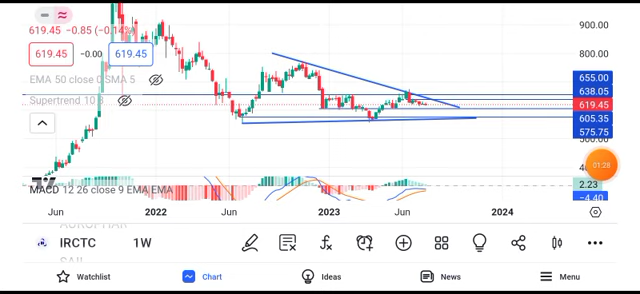 619.45 -0.85 (-0.14%)
900.00
800.00
619.45 -0.00 619.45
EMA 50 close 0 SMA 5
Supertrend 10 3
655.00
638.05
619.45
605.35
575.75
01:28
MACD 12 26 close 9 EMA EMA
2.23
-4.40
Jun 2022 Jun 2023 Jun 2024
IRCTC 1W
SAIL
Watchlist Chart Ideas News Menu